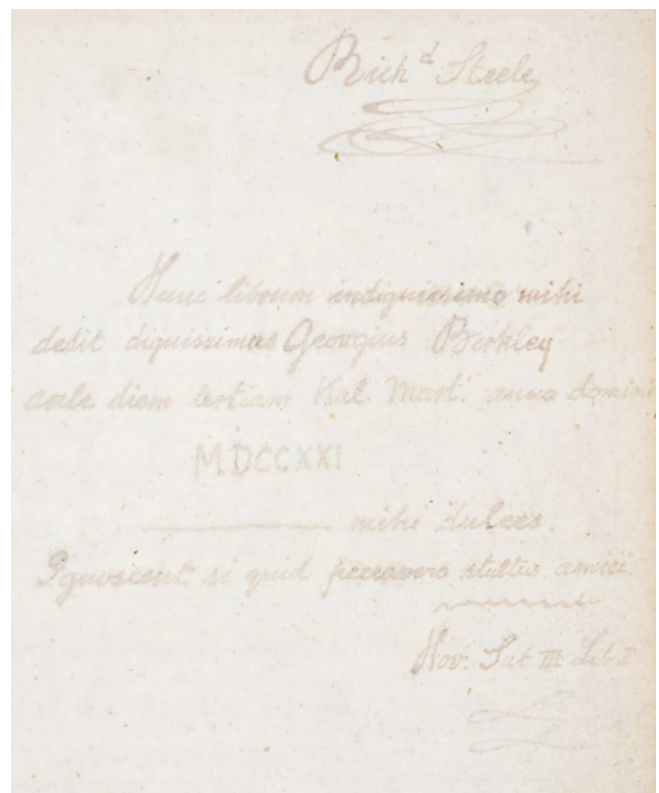 Rich^d Steele
Hunc librum indignissimo mihi
dedit dignissimus Georgius Berkley
ante diem tertiam Kal. Mart. anno domini
MDCCXXI
mihi dulces
Ignoscent si quid peccavero stultus amici
Hor. Sat III Lib I